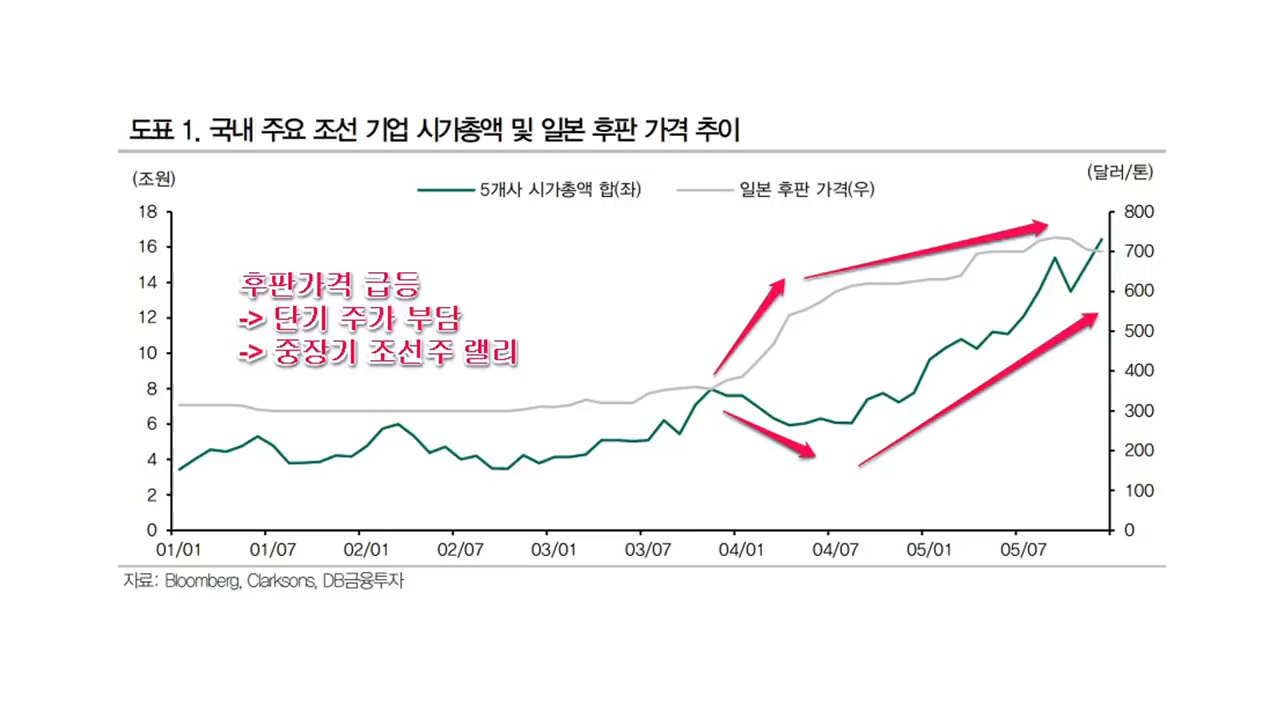 도표 1. 국내 주요 조선 기업 시가총액 및 일본 후판 가격 추이
(조원)
(달러/톤)
5개사 시가총액 합(좌)
일본 후판 가격(우)
18
16
14
12
10
8
6
4
2
0
800
700
600
500
400
300
200
100
0
후판가격 급등
-> 단기 주가 부담
-> 중장기 조선주 랠리
01/01 01/07 02/01 02/07 03/01 03/07 04/01 04/07 05/01 05/07
자료: Bloomberg, Clarksons, DB금융투자